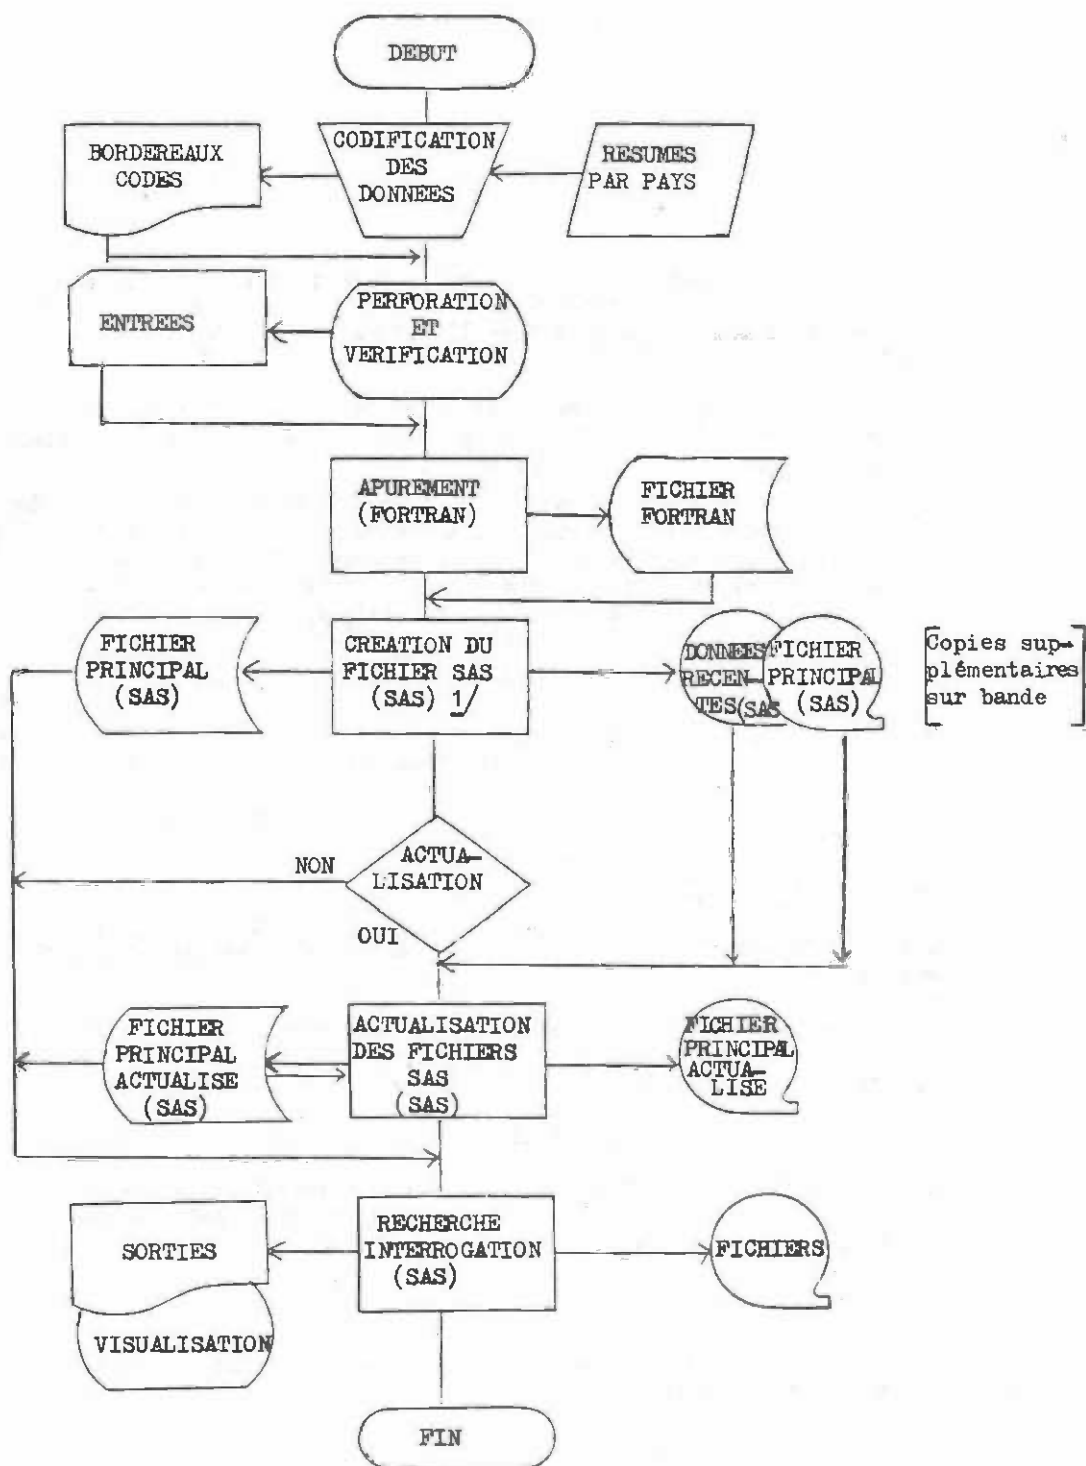 DEBUT
BORDEREAUX
CODES
CODIFICATION
DES
DONNEES
RESUMES
PAR PAYS
ENTREES
PERFORATION
ET
VERIFICATION
APUREMENT
(FORTRAN)
FICHIER
FORTRAN
FICHIER
PRINCIPAL
(SAS)
CREATION DU
FICHIER SAS
(SAS) 1/
DONNEES
RECEN-
TES (SAS
FICHIER
PRINCIPAL
(SAS)
Copies sup-
plémentaires
sur bande
NON
ACTUA-
LISATION
OUI
FICHIER
PRINCIPAL
ACTUALISE
(SAS)
ACTUALISATION
DES FICHIERS
SAS
(SAS)
FICHIER
PRINCIPAL
ACTUA-
LISE
SORTIES
VISUALISATION
RECHERCHE
INTERROGATION
(SAS)
FICHIERS
FIN